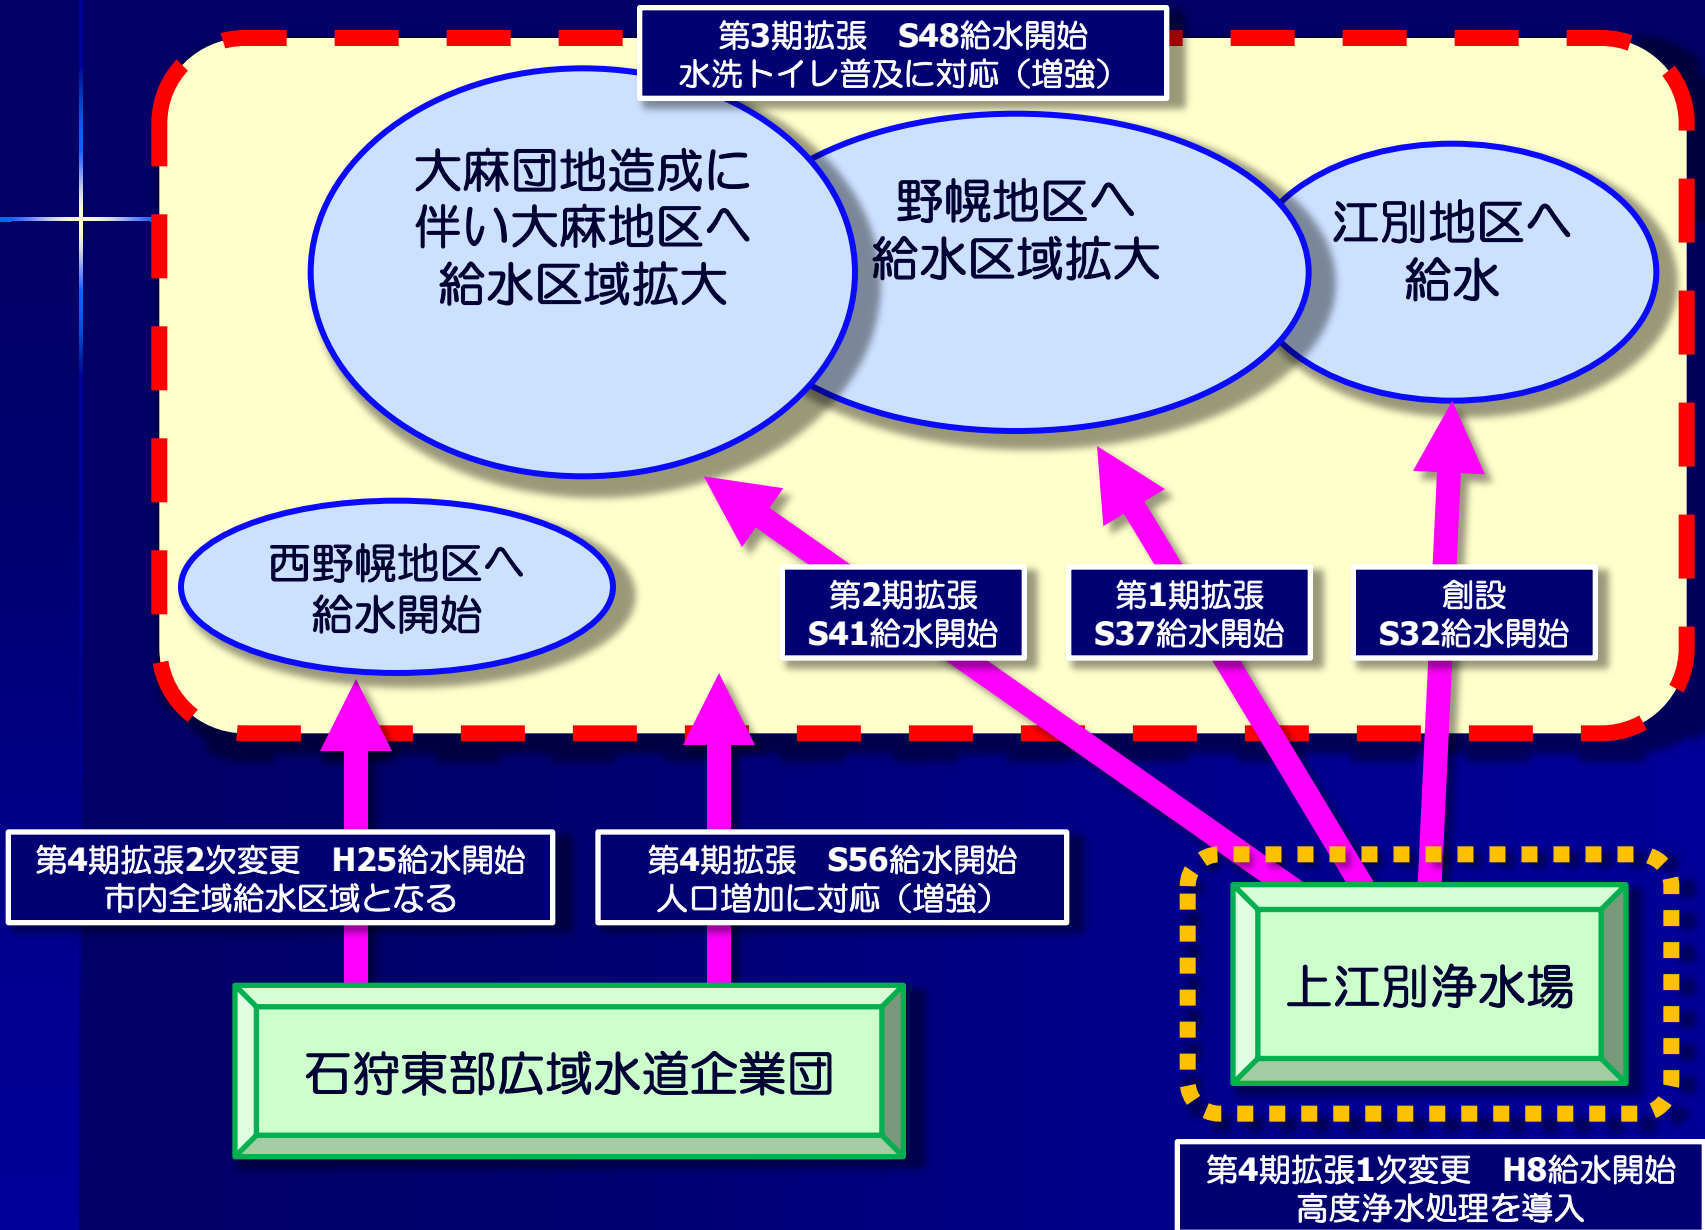 第3期拡張　S48給水開始
水洗トイレ普及に対応（増強）
大麻団地造成に
伴い大麻地区へ
給水区域拡大
野幌地区へ
給水区域拡大
江別地区へ
給水
西野幌地区へ
給水開始
第2期拡張
S41給水開始
第1期拡張
S37給水開始
創設
S32給水開始
第4期拡張2次変更　H25給水開始
市内全域給水区域となる
第4期拡張　S56給水開始
人口増加に対応（増強）
上江別浄水場
石狩東部広域水道企業団
第4期拡張1次変更　H8給水開始
高度浄水処理を導入